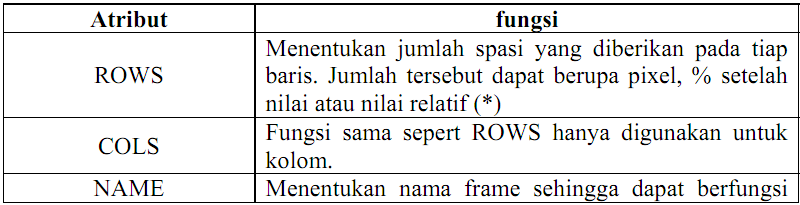 Atribut fungsi
ROWS
Menentukan jumlah spasi yang diberikan pada tiap
baris. Jumlah tersebut dapat berupa pixel, % setelah
nilai atau nilai relatif (*)
COLS
Fungsi sama sepert ROWS hanya digunakan untuk
kolom.
NAME Menentukan nama frame sehingga dapat berfungsi